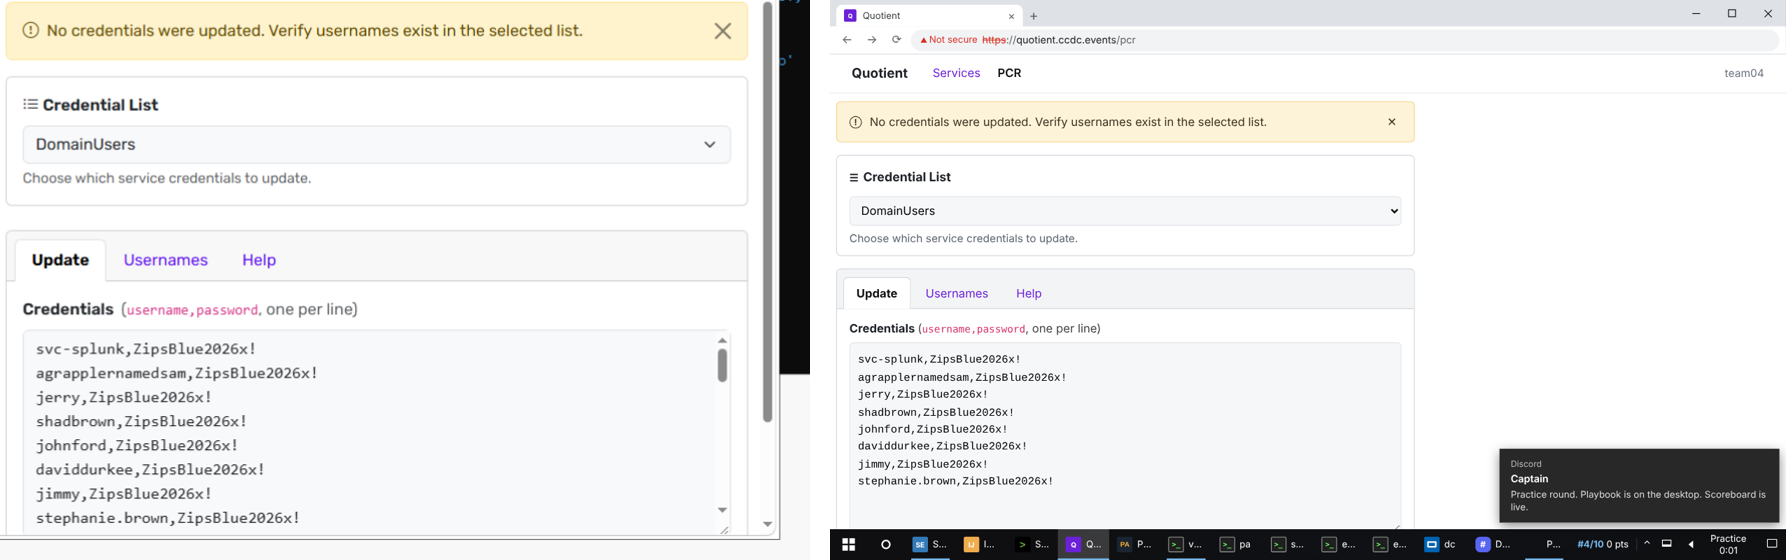 No credentials were updated. Verify usernames exist in the selected list.
Credential List
DomainUsers
Choose which service credentials to update.
Update Usernames Help
Credentials (username,password, one per line)
svc-splunk,ZipsBlue2026x!
agrapplernamedsam,ZipsBlue2026x!
jerry,ZipsBlue2026x!
shadbrown,ZipsBlue2026x!
johnford,ZipsBlue2026x!
daviddurkee,ZipsBlue2026x!
jimmy,ZipsBlue2026x!
stephanie.brown,ZipsBlue2026x!
Quotient
Not secure https://quotient.ccdc.events/pcr
Quotient Services PCR team04
No credentials were updated. Verify usernames exist in the selected list.
Credential List
DomainUsers
Choose which service credentials to update.
Update Usernames Help
Credentials (username,password, one per line)
svc-splunk,ZipsBlue2026x!
agrapplernamedsam,ZipsBlue2026x!
jerry,ZipsBlue2026x!
shadbrown,ZipsBlue2026x!
johnford,ZipsBlue2026x!
daviddurkee,ZipsBlue2026x!
jimmy,ZipsBlue2026x!
stephanie.brown,ZipsBlue2026x!
Discord
Captain
Practice round. Playbook is on the desktop. Scoreboard is
live.
SE S... IJ I... S... Q Q... PA P... v... pa s... e... e... dc # D... P... #4/10 0 pts Practice
0:01